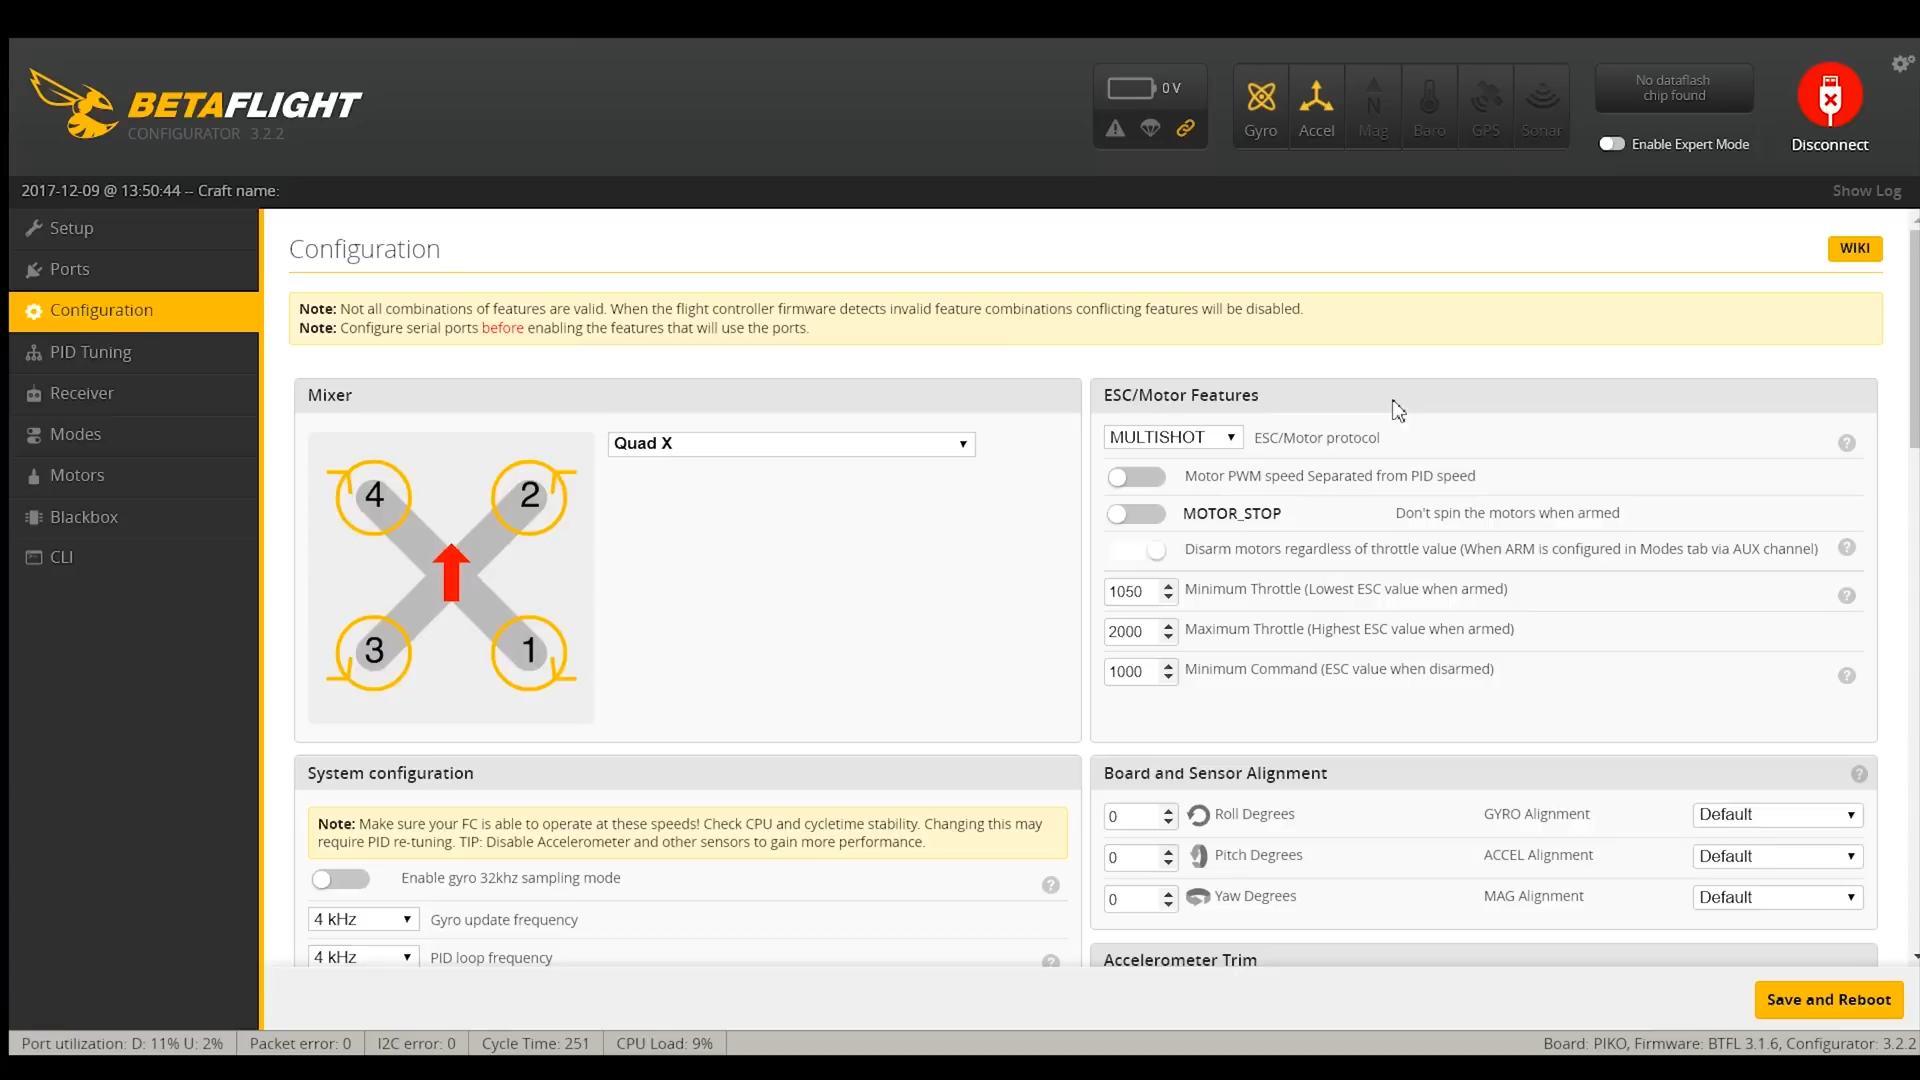 BETAFLIGHT
CONFIGURATOR 3.2.2
0 V
Gyro
Accel
Mag
Baro
GPS
Sonar
No dataflash
chip found
Enable Expert Mode
Disconnect
2017-12-09 @ 13:50:44 -- Craft name:
Show Log
Setup
Ports
Configuration
PID Tuning
Receiver
Modes
Motors
Blackbox
CLI
Configuration
WIKI
Note: Not all combinations of features are valid. When the flight controller firmware detects invalid feature combinations conflicting features will be disabled.
Note: Configure serial ports before enabling the features that will use the ports.
Mixer
Quad X
4
2
3
1
ESC/Motor Features
MULTISHOT ESC/Motor protocol
Motor PWM speed Separated from PID speed
MOTOR_STOP Don't spin the motors when armed
Disarm motors regardless of throttle value (When ARM is configured in Modes tab via AUX channel)
1050 Minimum Throttle (Lowest ESC value when armed)
2000 Maximum Throttle (Highest ESC value when armed)
1000 Minimum Command (ESC value when disarmed)
System configuration
Note: Make sure your FC is able to operate at these speeds! Check CPU and cycletime stability. Changing this may
require PID re-tuning. TIP: Disable Accelerometer and other sensors to gain more performance.
Enable gyro 32khz sampling mode
4 kHz Gyro update frequency
4 kHz PID loop frequency
Board and Sensor Alignment
0 Roll Degrees GYRO Alignment Default
0 Pitch Degrees ACCEL Alignment Default
0 Yaw Degrees MAG Alignment Default
Accelerometer Trim
Save and Reboot
Port utilization: D: 11% U: 2% Packet error: 0 I2C error: 0 Cycle Time: 251 CPU Load: 9% Board: PIKO, Firmware: BTFL 3.1.6, Configurator: 3.2.2